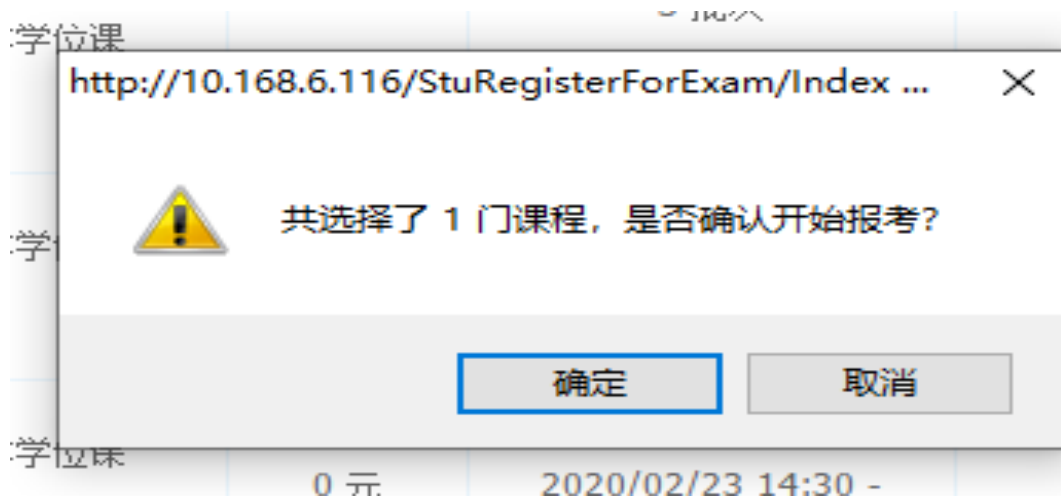 学位课
http://10.168.6.116/StuRegisterForExam/Index ...
共选择了 1 门课程，是否确认开始报考？
学
确定
取消
学位课
0 元
2020/02/23 14:30 -